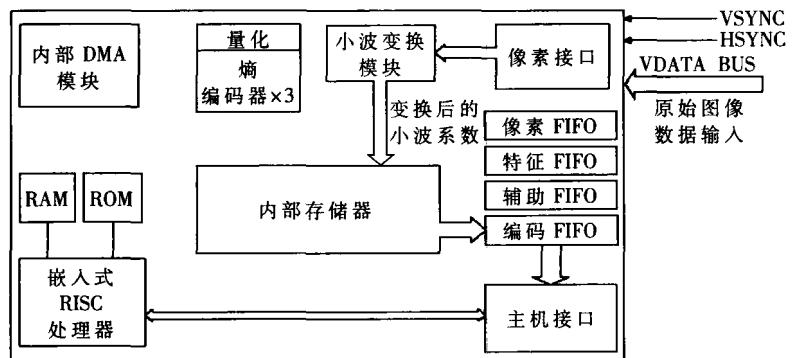 VSYNC
HSYNC
VDATA BUS
原始图像
数据输入
内部 DMA
模块
量化
熵
编码器×3
小波变换
模块
像素接口
变换后的
小波系数
像素 FIFO
特征 FIFO
辅助 FIFO
编码 FIFO
内部存储器
RAM
ROM
嵌入式
RISC
处理器
主机接口